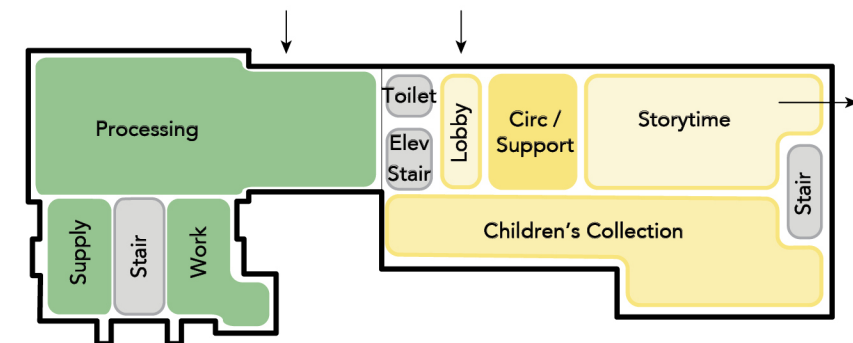 Processing
Supply
Stair
Work
Toilet
Elev
Stair
Lobby
Circ /
Support
Storytime
Stair
Children's Collection